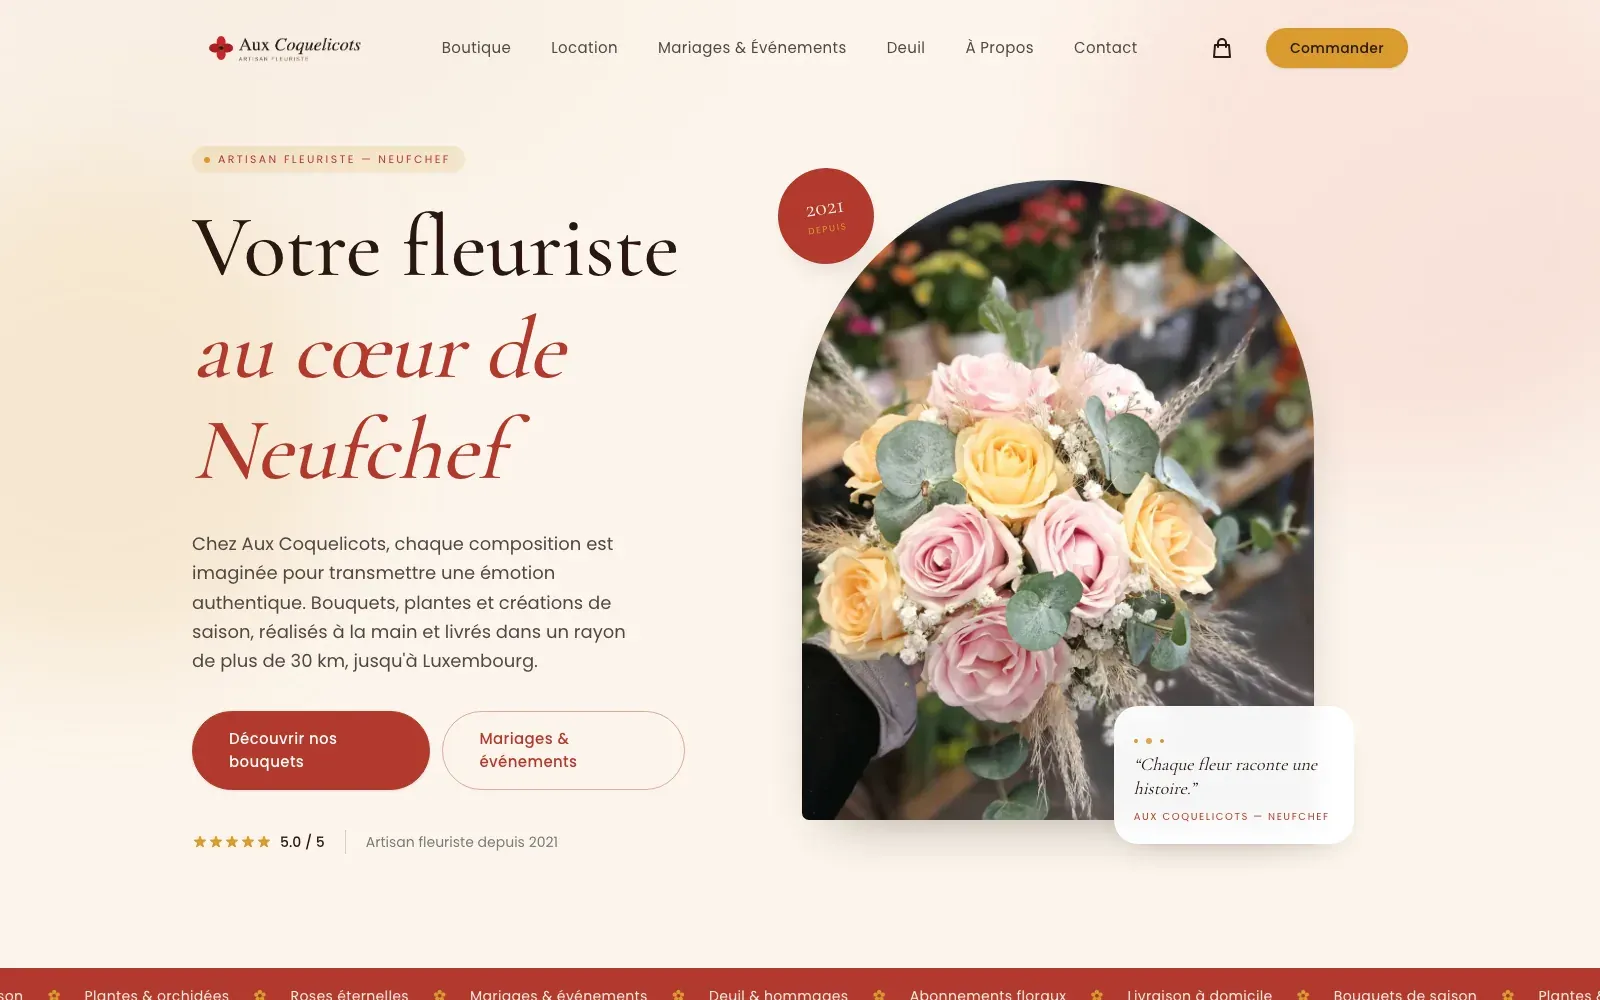 Aux Coquelicots
ARTISAN FLEURISTE
Boutique
Location
Mariages & Événements
Deuil
À Propos
Contact
Commander
ARTISAN FLEURISTE — NEUFCHEF
Votre fleuriste
au cœur de
Neufchef
Chez Aux Coquelicots, chaque composition est
imaginée pour transmettre une émotion
authentique. Bouquets, plantes et créations de
saison, réalisés à la main et livrés dans un rayon
de plus de 30 km, jusqu'à Luxembourg.
Découvrir nos
bouquets
Mariages &
événements
5.0 / 5
Artisan fleuriste depuis 2021
2021
DEPUIS
“Chaque fleur raconte une
histoire.”
AUX COQUELICOTS — NEUFCHEF
son Plantes & orchidées Roses éternelles Mariages & événements Deuil & hommages Abonnements floraux Livraison à domicile Bouquets de saison Plantes &